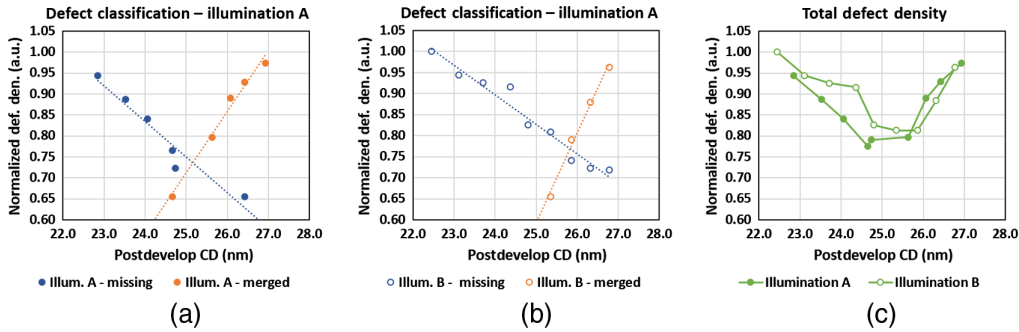 Defect classification – illumination A
Normalized def. den. (a.u.)
1.05
1.00
0.95
0.90
0.85
0.80
0.75
0.70
0.65
0.60
22.0 23.0 24.0 25.0 26.0 27.0 28.0
Postdevelop CD (nm)
Illum. A - missing Illum. A - merged
(a)
Defect classification – illumination A
Normalized def. den. (a.u.)
1.05
1.00
0.95
0.90
0.85
0.80
0.75
0.70
0.65
0.60
22.0 23.0 24.0 25.0 26.0 27.0 28.0
Postdevelop CD (nm)
Illum. B - missing Illum. B - merged
(b)
Total defect density
Normalized def. den. (a.u.)
1.05
1.00
0.95
0.90
0.85
0.80
0.75
0.70
0.65
0.60
22.0 23.0 24.0 25.0 26.0 27.0 28.0
Postdevelop CD (nm)
Illumination A Illumination B
(c)